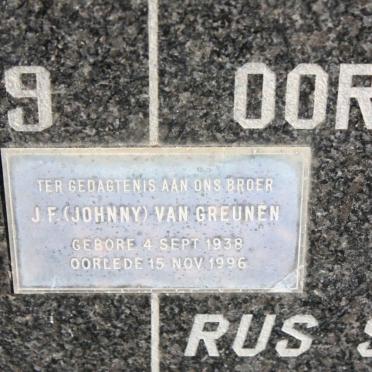 9 OOR
TER GEDAGTENIS AAN ONS BROER
J.F. (JOHNNY) VAN GREUNEN
GEBORE 4 SEPT 1938
OORLEDE 15 NOV 1996
RUS S